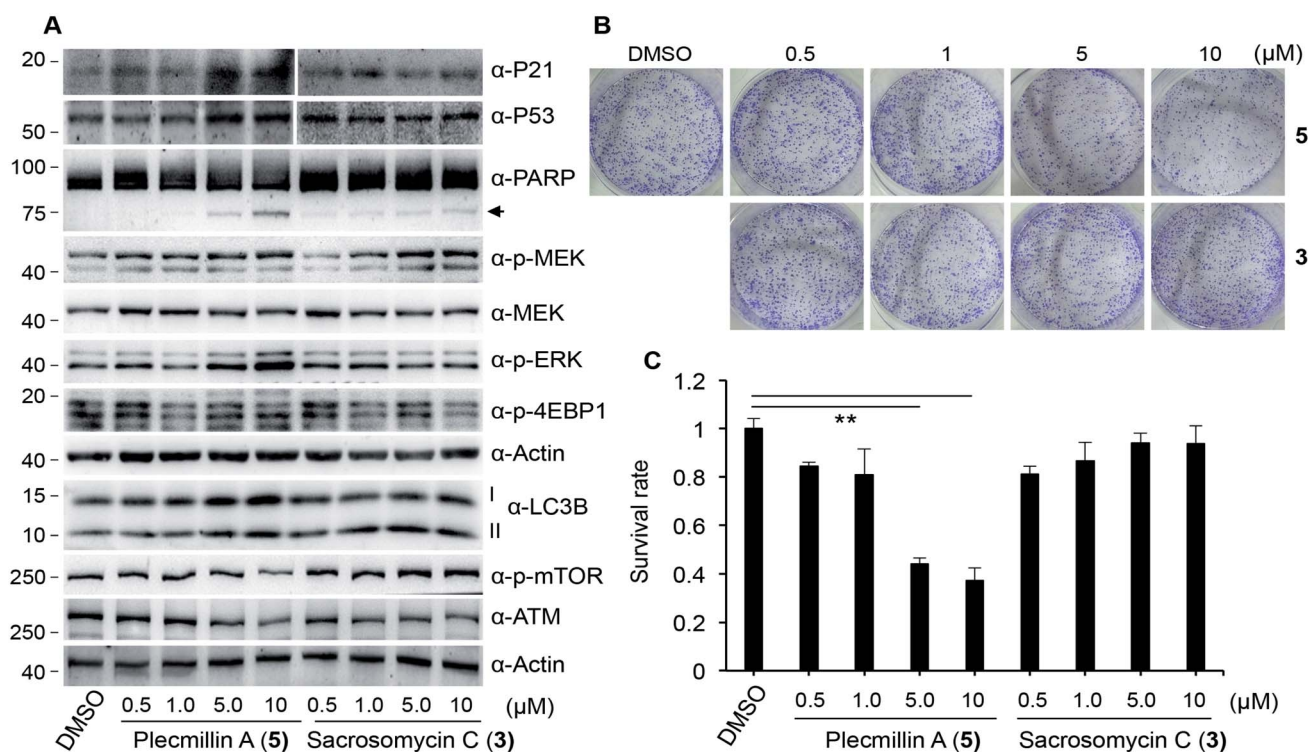 A
20
α-P21
50
α-P53
100
α-PARP
75
40
α-p-MEK
40
α-MEK
40
α-p-ERK
20
α-p-4EBP1
40
α-Actin
15
I
α-LC3B
10
II
250
α-p-mTOR
250
α-ATM
40
α-Actin
DMSO
0.5 1.0 5.0 10 0.5 1.0 5.0 10 (μM)
Plecmillin A (5) Sacrosomycin C (3)
B
DMSO 0.5 1 5 10 (μM)
5
3
C
Survival rate
1.2
1
0.8
0.6
0.4
0.2
0
**
DMSO
0.5 1.0 5.0 10 0.5 1.0 5.0 10 (μM)
Plecmillin A (5) Sacrosomycin C (3)